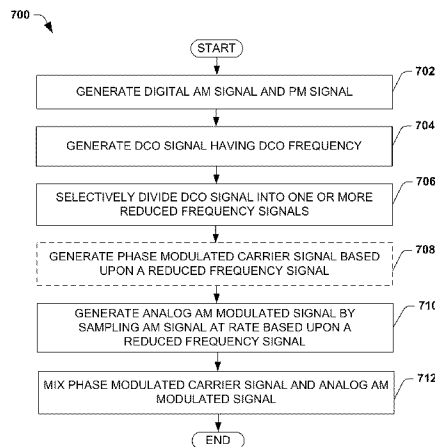 700
START
702
GENERATE DIGITAL AM SIGNAL AND PM SIGNAL
704
GENERATE DCO SIGNAL HAVING DCO FREQUENCY
706
SELECTIVELY DIVIDE DCO SIGNAL INTO ONE OR MORE
REDUCED FREQUENCY SIGNALS
708
GENERATE PHASE MODULATED CARRIER SIGNAL BASED
UPON A REDUCED FREQUENCY SIGNAL
710
GENERATE ANALOG AM MODULATED SIGNAL BY
SAMPLING AM SIGNAL AT RATE BASED UPON A
REDUCED FREQUENCY SIGNAL
712
MIX PHASE MODULATED CARRIER SIGNAL AND ANALOG AM
MODULATED SIGNAL
END